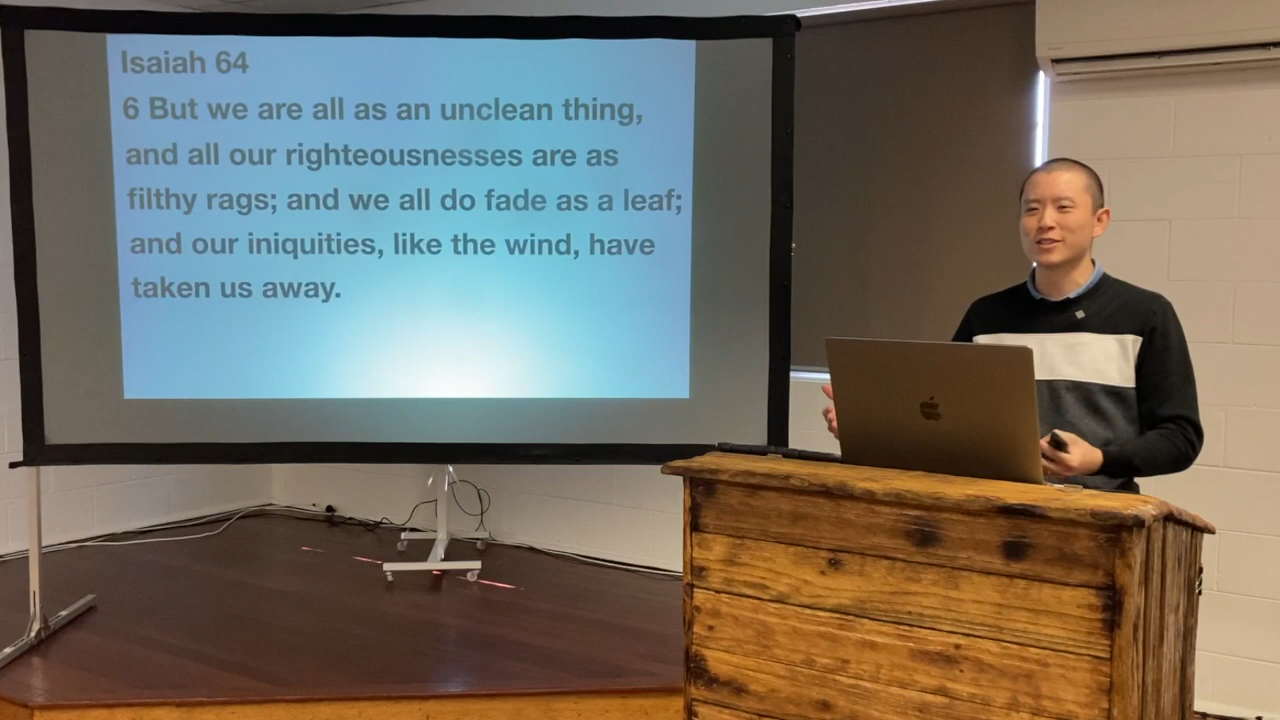 Isaiah 64
6 But we are all as an unclean thing,
and all our righteousnesses are as
filthy rags; and we all do fade as a leaf;
and our iniquities, like the wind, have
taken us away.